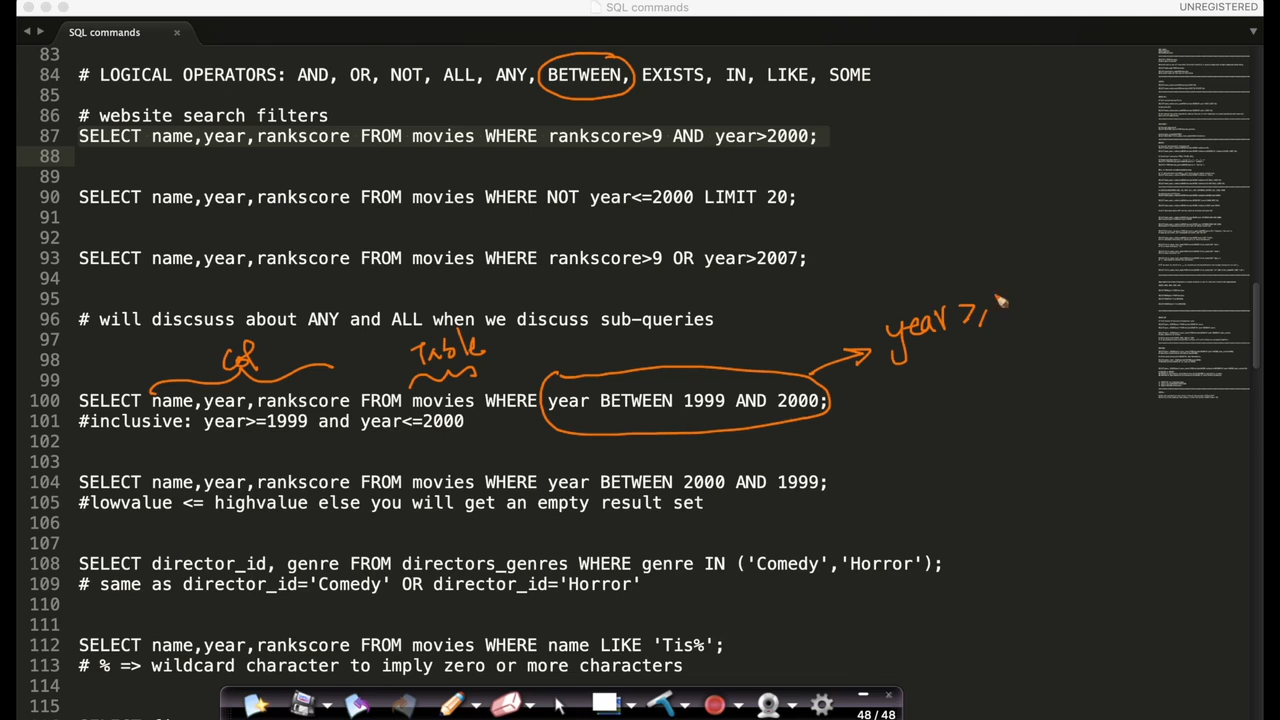 SQL commands
UNREGISTERED
SQL commands
83
84 # LOGICAL OPERATORS: AND, OR, NOT, ALL, ANY, BETWEEN, EXISTS, IN, LIKE, SOME
85
86 # website search filters
87 SELECT name,year,rankscore FROM movies WHERE rankscore>9 AND year>2000;
88
89
90 SELECT name,year,rankscore FROM movies WHERE NOT year<=2000 LIMIT 20;
91
92
93 SELECT name,year,rankscore FROM movies WHERE rankscore>9 OR year>2007;
94
95
96 # will discsuss about ANY and ALL when we discuss sub-queries
97
year >,
98
col Table
99
100 SELECT name,year,rankscore FROM movies WHERE year BETWEEN 1999 AND 2000;
101 #inclusive: year>=1999 and year<=2000
102
103
104 SELECT name,year,rankscore FROM movies WHERE year BETWEEN 2000 AND 1999;
105 #lowvalue <= highvalue else you will get an empty result set
106
107
108 SELECT director_id, genre FROM directors_genres WHERE genre IN ('Comedy','Horror');
109 # same as director_id='Comedy' OR director_id='Horror'
110
111
112 SELECT name,year,rankscore FROM movies WHERE name LIKE 'Tis%';
113 # % => wildcard character to imply zero or more characters
114
115
48/48